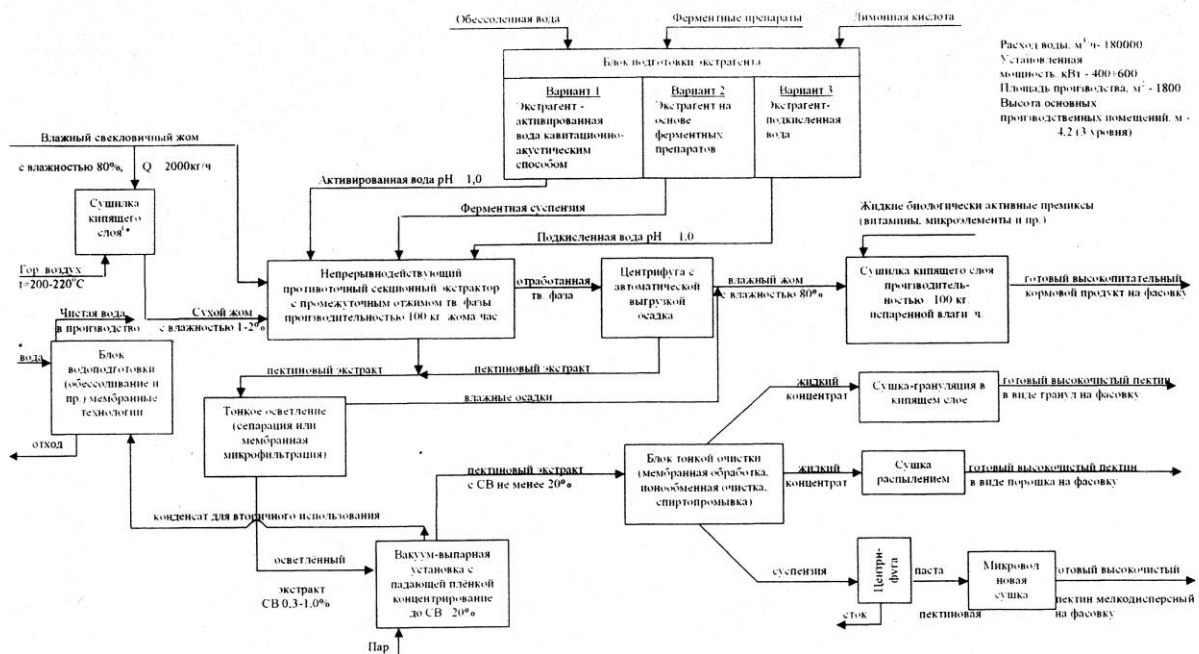 Обессоленная вода
Ферментные препараты
Лимонная кислота
Блок подготовки экстрагента
Вариант 1
Экстрагент -
активированная
вода кавитационно-
акустическим
способом
Вариант 2
Экстрагент на
основе
ферментных
препаратов
Вариант 3
Экстрагент-
подкисленная
вода
Расход воды, м³ ч- 180000
Установленная
мощность, кВт - 400÷600
Площадь производства, м² - 1800
Высота основных
производственных помещений, м -
4,2 (3 уровня)
Влажный свекловичный жом
с влажностью 80%, Q 2000кг/ч
Сушилка
кипящего
слоя
Гор. воздух
t=200-220°С
Активированная вода pH 1,0
Ферментная суспензия
Подкисленная вода pH 1,0
Жидкие биологически активные премиксы
(витамины, микроэлементы и пр.)
Непрерывнодействующий
противоточный секционный экстрактор
с промежуточным отжимом тв. фазы
производительностью 100 кг жома час
отработанная
тв. фаза
Центрифуга с
автоматической
выгрузкой
осадка
влажный жом
с влажностью 80%
Сушилка кипящего слоя
производитель-
ностью 100 кг.
испаренной влаги ч.
готовый высокопитательный
кормовой продукт на фасовку
Чистая вода
в производство
Сухой жом
с влажностью 1-2%
вода
Блок
водоподготовки
(обессоливание и
пр.) мембранные
технологии
отход
пектиновый экстракт
пектиновый экстракт
влажные осадки
Тонкое осветление
(сепарация или
мембранная
микрофильтрация)
жидкий
концентрат
Сушка-грануляция в
кипящем слое
готовый высокочистый пектин
в виде гранул на фасовку
пектиновый экстракт
с СВ не менее 20%
Блок тонкой очистки
(мембранная обработка,
ионообменная очистка,
спиртопромывка)
жидкий
концентрат
Сушка
распылением
готовый высокочистый пектин
в виде порошка на фасовку
конденсат для вторичного использования
осветлённый
экстракт
СВ 0,3-1,0%
Вакуум-выпарная
установка с
падающей плёнкой
концентрирование
до СВ 20%
Пар
суспензия
Центри-
фуга
сток
паста
пектиновая
Микровол
новая
сушка
готовый высокочистый
пектин мелкодисперсный
на фасовку